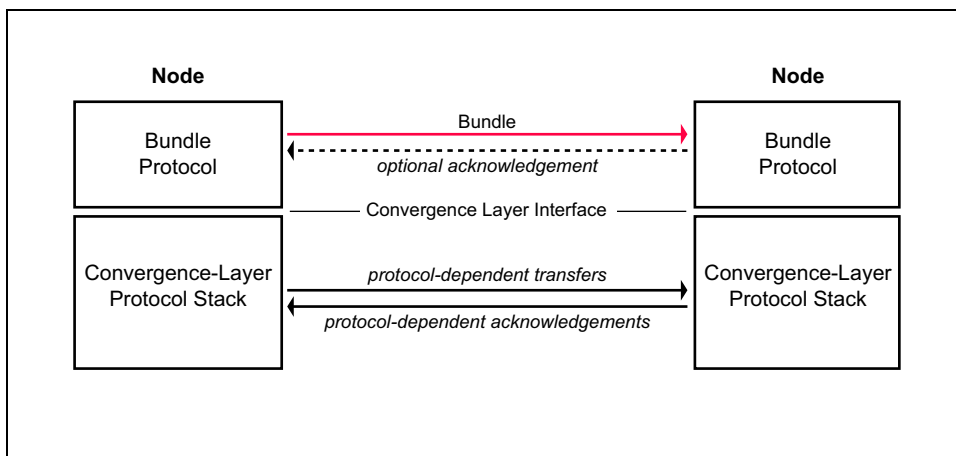 Node
Node
Bundle
Protocol
Bundle
optional acknowledgement
Bundle
Protocol
Convergence Layer Interface
Convergence-Layer
Protocol Stack
protocol-dependent transfers
protocol-dependent acknowledgements
Convergence-Layer
Protocol Stack